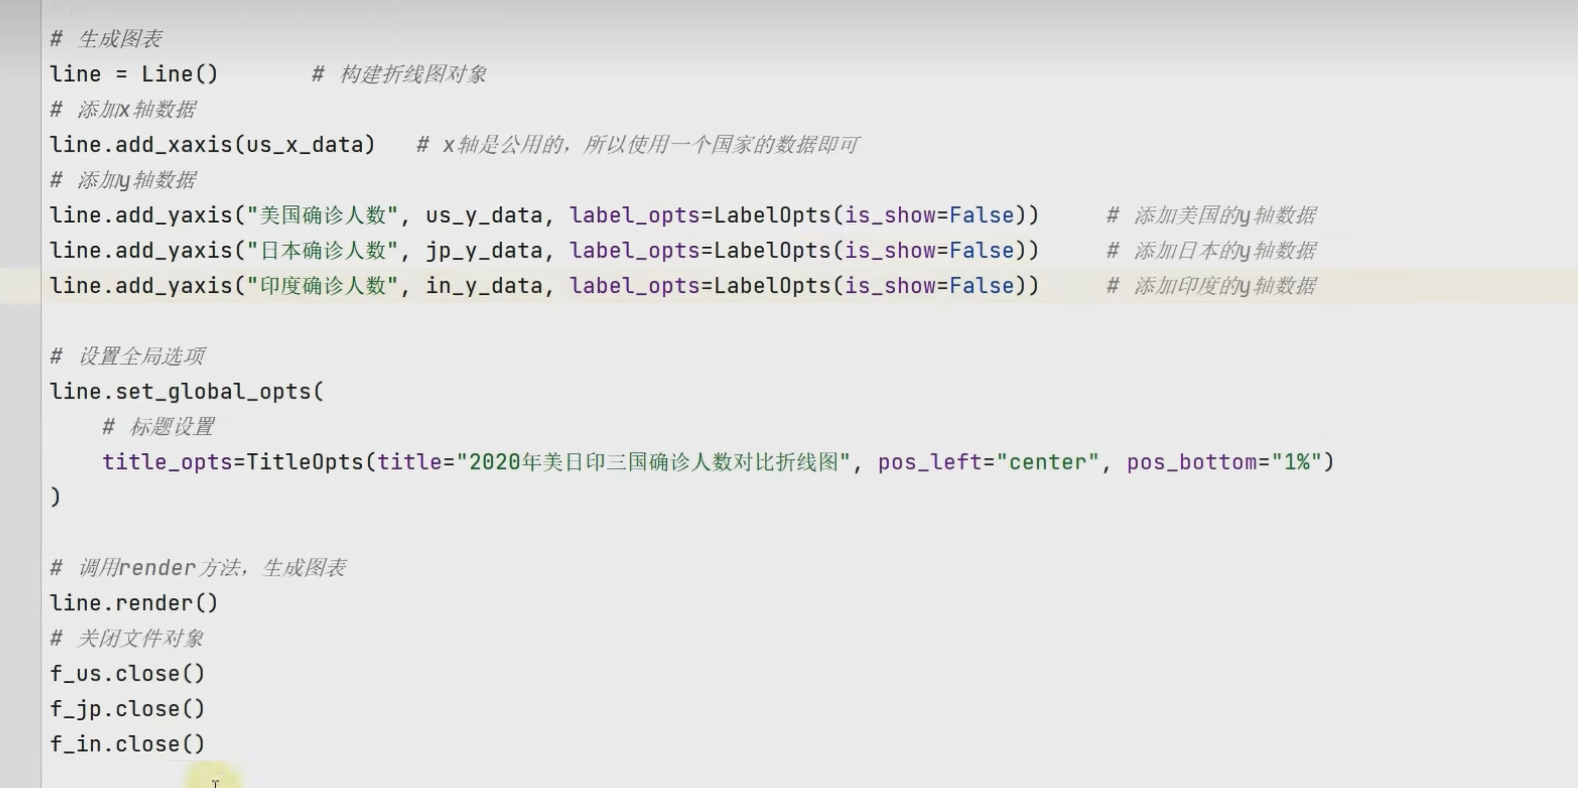 # 生成图表
line = Line()       # 构建折线图对象
# 添加x轴数据
line.add_xaxis(us_x_data)   # x轴是公用的，所以使用一个国家的数据即可
# 添加y轴数据
line.add_yaxis("美国确诊人数", us_y_data, label_opts=LabelOpts(is_show=False))     # 添加美国的y轴数据
line.add_yaxis("日本确诊人数", jp_y_data, label_opts=LabelOpts(is_show=False))     # 添加日本的y轴数据
line.add_yaxis("印度确诊人数", in_y_data, label_opts=LabelOpts(is_show=False))     # 添加印度的y轴数据
# 设置全局选项
line.set_global_opts(
    # 标题设置
    title_opts=TitleOpts(title="2020年美日印三国确诊人数对比折线图", pos_left="center", pos_bottom="1%")
)
# 调用render方法，生成图表
line.render()
# 关闭文件对象
f_us.close()
f_jp.close()
f_in.close()